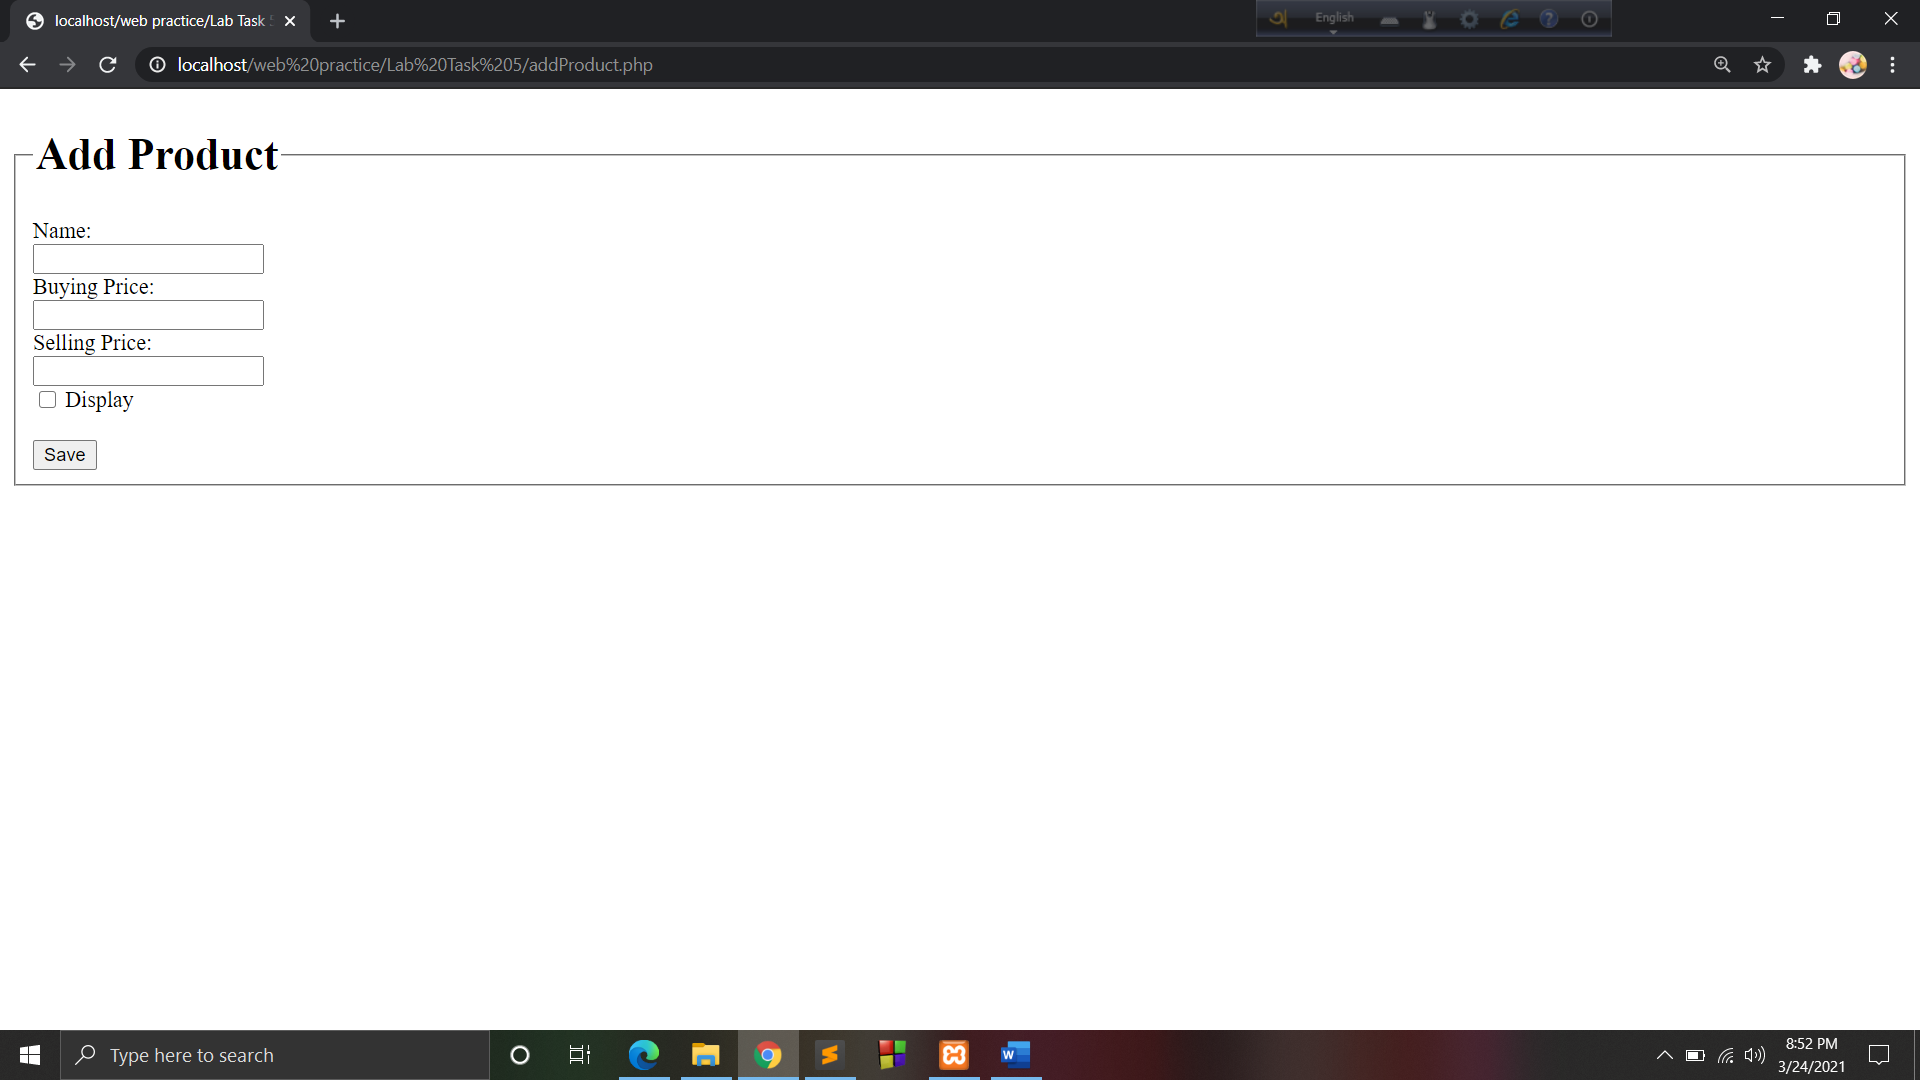 localhost/web practice/Lab Task
অ English
localhost/web%20practice/Lab%20Task%205/addProduct.php
Add Product
Name:
Buying Price:
Selling Price:
Display
Save
Type here to search
8:52 PM
3/24/2021